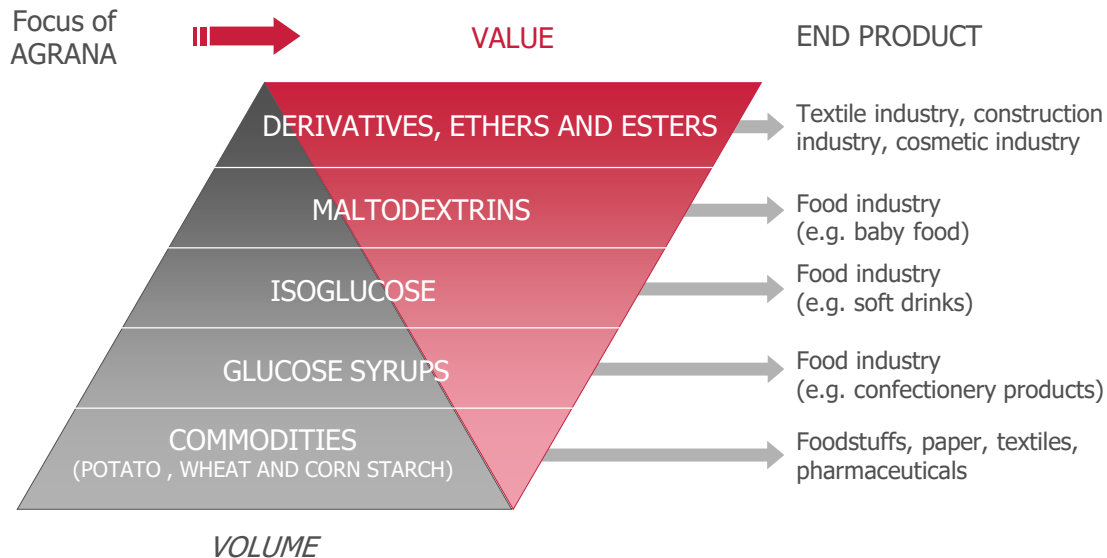 Focus of
AGRANA
VALUE
END PRODUCT
DERIVATIVES, ETHERS AND ESTERS
Textile industry, construction
industry, cosmetic industry
MALTODEXTRINS
Food industry
(e.g. baby food)
ISOGLUCOSE
Food industry
(e.g. soft drinks)
GLUCOSE SYRUPS
Food industry
(e.g. confectionery products)
COMMODITIES
(POTATO , WHEAT AND CORN STARCH)
Foodstuffs, paper, textiles,
pharmaceuticals
VOLUME